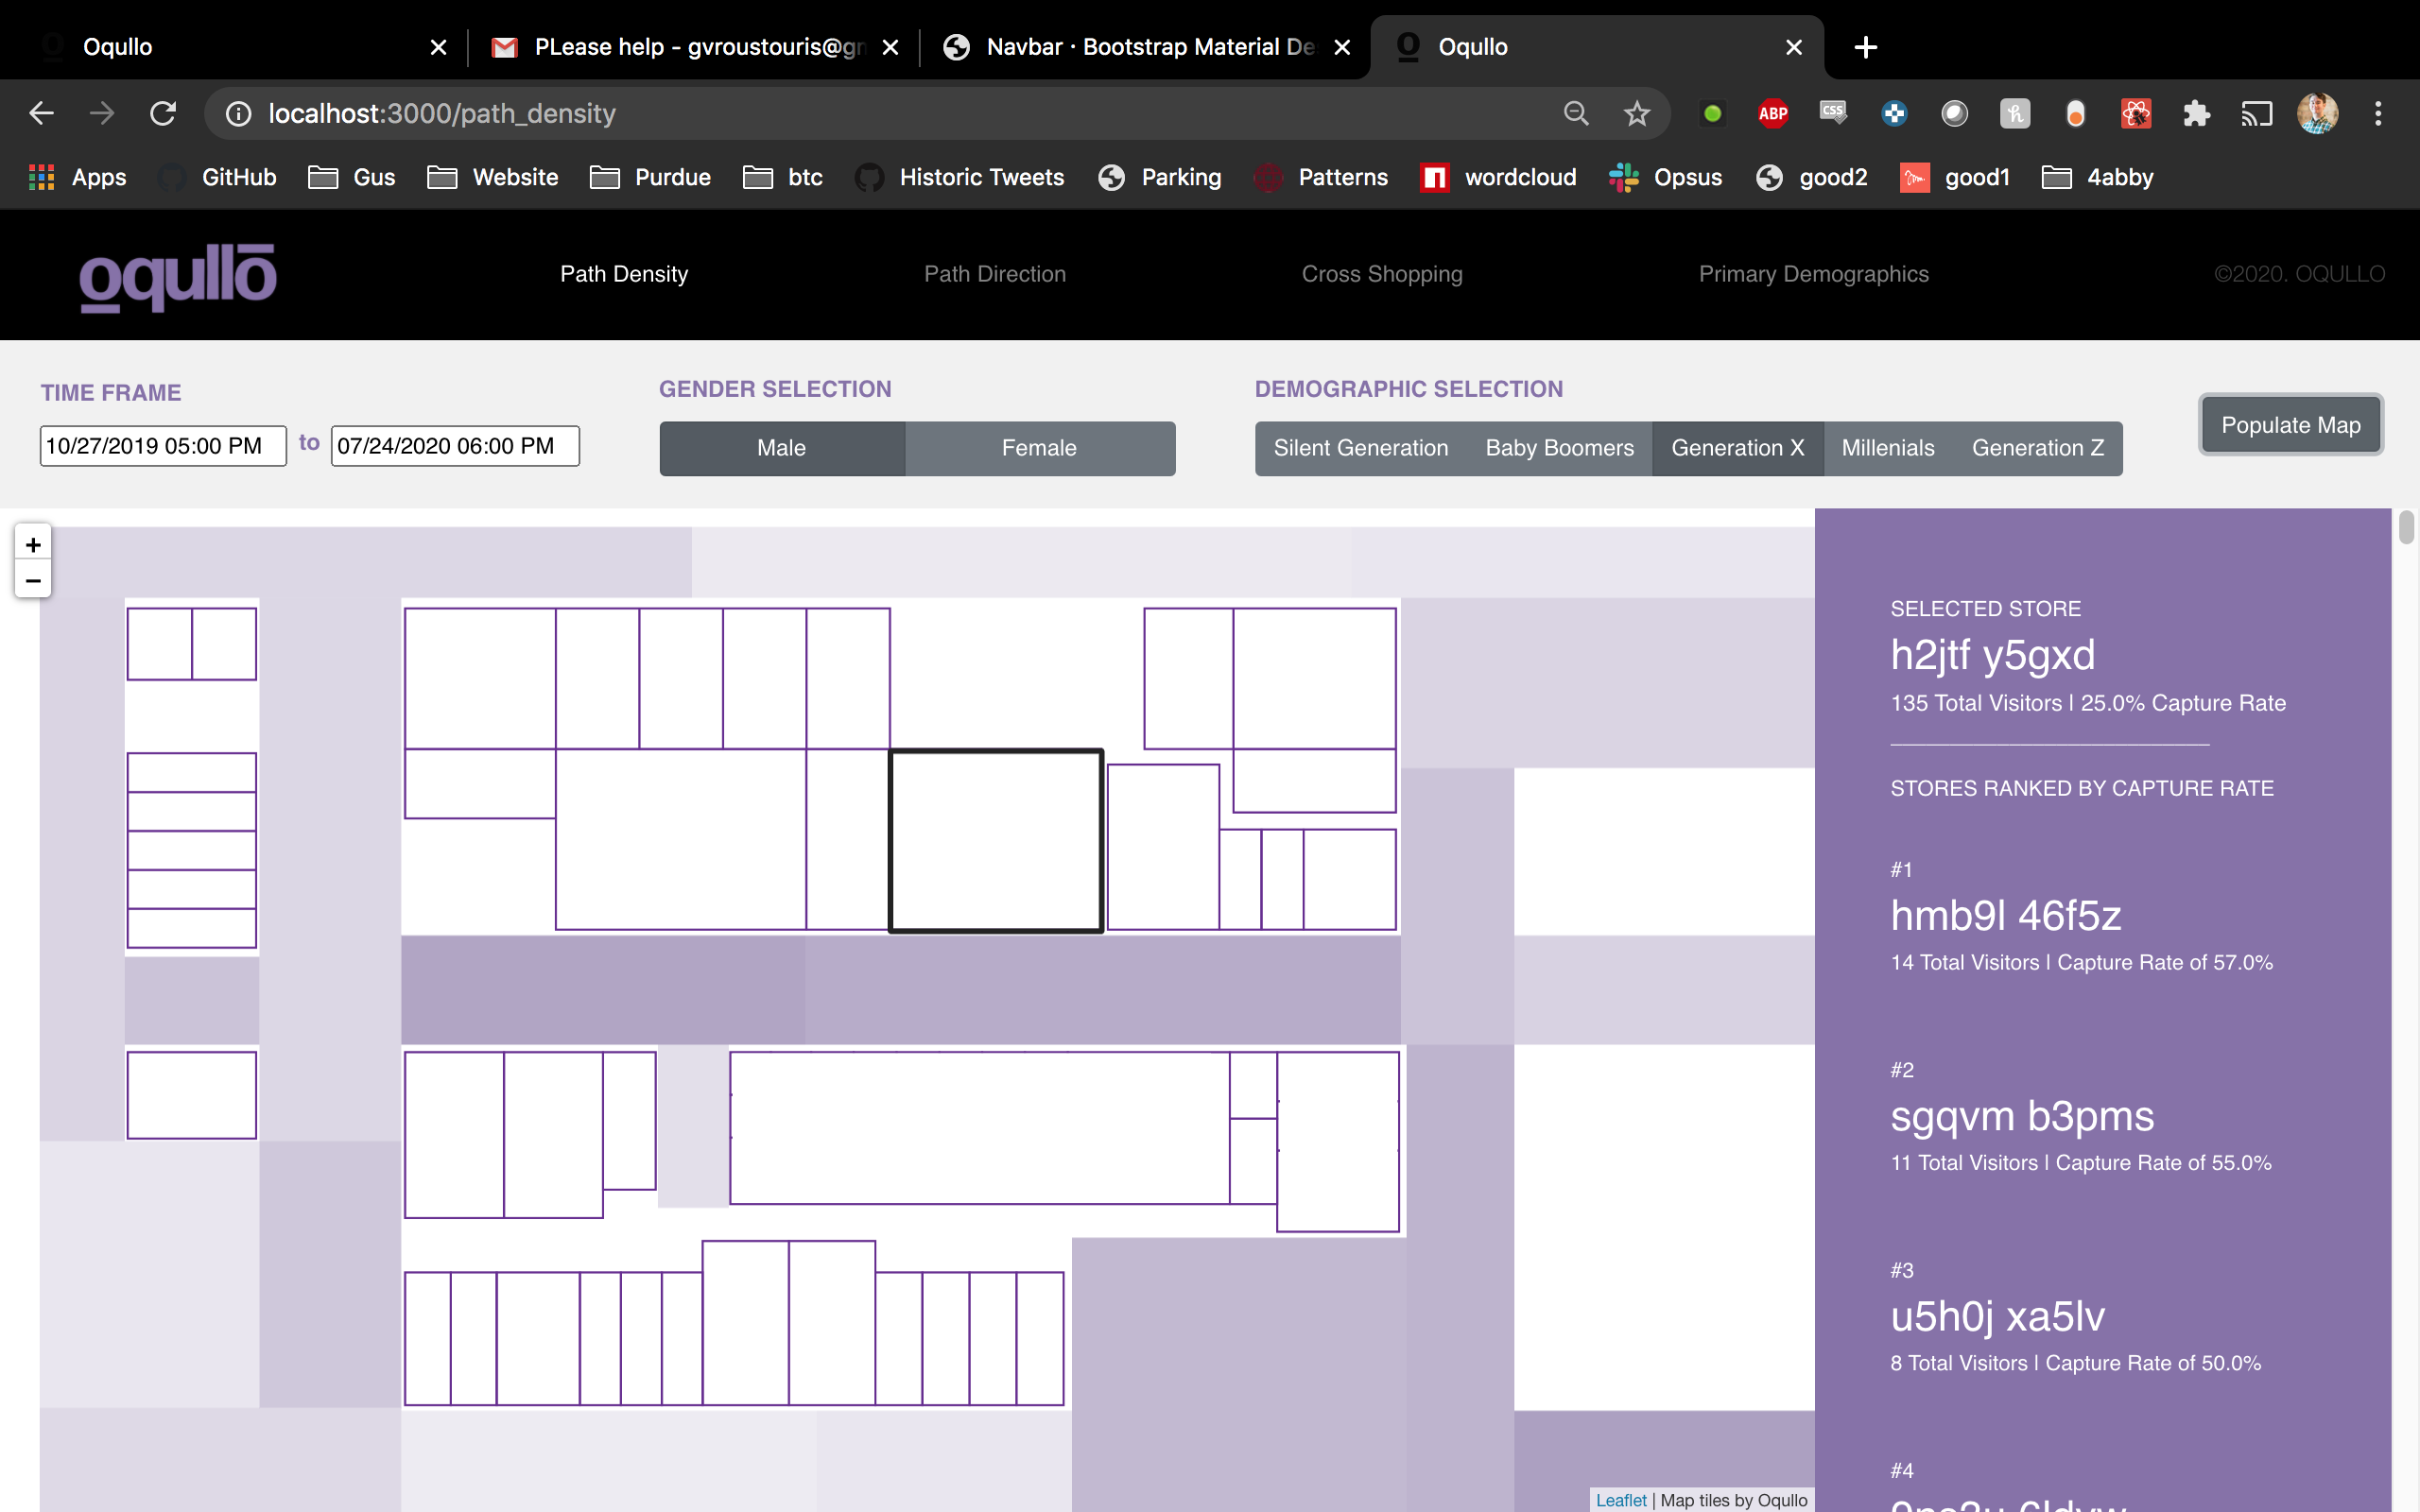 Oqullo
PLease help - gvroustouris@gm
Navbar · Bootstrap Material De
Oqullo
localhost:3000/path_density
ABP
CSS
Apps
GitHub
Gus
Website
Purdue
btc
Historic Tweets
Parking
Patterns
wordcloud
Opsus
good2
good1
4abby
oqullo
Path Density
Path Direction
Cross Shopping
Primary Demographics
©2020. OQULLO
TIME FRAME
10/27/2019 05:00 PM to 07/24/2020 06:00 PM
GENDER SELECTION
Male
Female
DEMOGRAPHIC SELECTION
Silent Generation
Baby Boomers
Generation X
Millenials
Generation Z
Populate Map
+
−
SELECTED STORE
h2jtf y5gxd
135 Total Visitors | 25.0% Capture Rate
STORES RANKED BY CAPTURE RATE
#1
hmb9l 46f5z
14 Total Visitors | Capture Rate of 57.0%
#2
sgqvm b3pms
11 Total Visitors | Capture Rate of 55.0%
#3
u5h0j xa5lv
8 Total Visitors | Capture Rate of 50.0%
#4
Leaflet | Map tiles by Oqullo